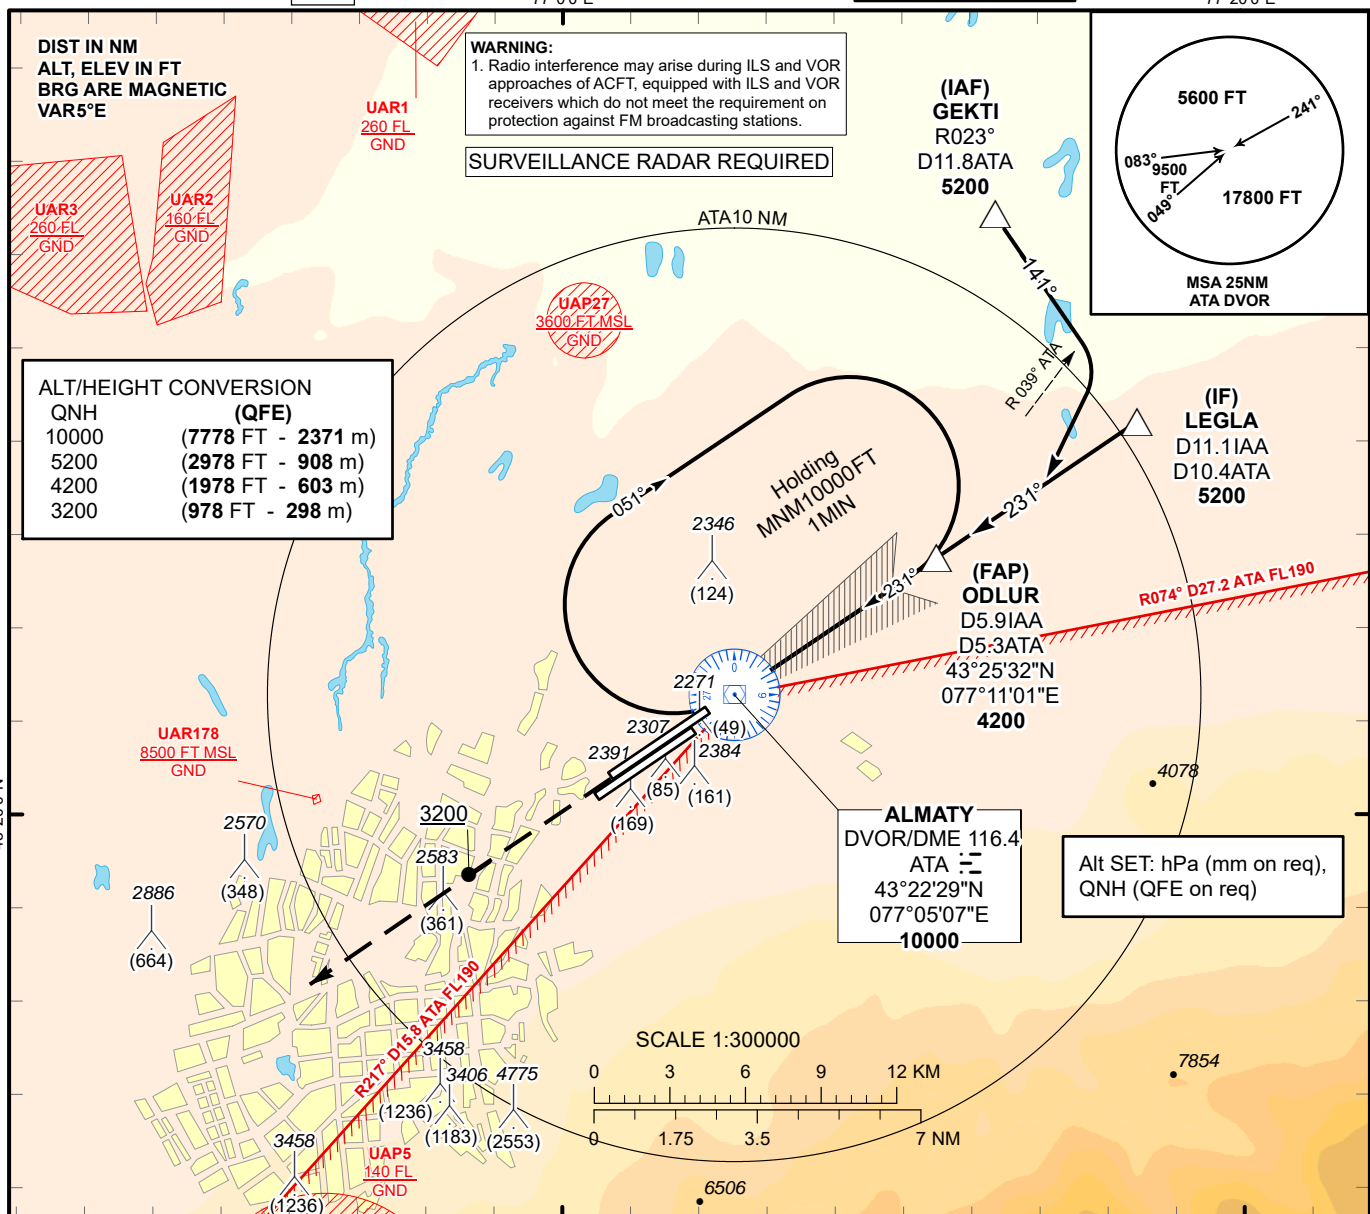 DIST IN NM
ALT, ELEV IN FT
BRG ARE MAGNETIC
VAR5°E
UAR1
260 FL
GND
WARNING:
1. Radio interference may arise during ILS and VOR
approaches of ACFT, equipped with ILS and VOR
receivers which do not meet the requirement on
protection against FM broadcasting stations.
SURVEILLANCE RADAR REQUIRED
(IAF)
GEKTI
R023°
D11.8ATA
5200
5600 FT
241°
083°
9500
FT
049°
17800 FT
MSA 25NM
ATA DVOR
UAR3
260 FL
GND
UAR2
160 FL
GND
ATA10 NM
141°
UAP27
3600 FT MSL
GND
R 039° ATA
ALT/HEIGHT CONVERSION
QNH (QFE)
10000 (7778 FT - 2371 m)
5200 (2978 FT - 908 m)
4200 (1978 FT - 603 m)
3200 (978 FT - 298 m)
(IF)
LEGLA
D11.1IAA
D10.4ATA
5200
051°
Holding
MNM10000FT
1MIN
231°
2346
(124)
231°
(FAP)
ODLUR
D5.9IAA
D5.3ATA
43°25'32"N
077°11'01"E
4200
R074° D27.2 ATA FL190
0
9
27
2271
(49)
2307
(85)
2391
(169)
2384
(161)
UAR178
8500 FT MSL
GND
4078
3200
2570
(348)
2583
(361)
2886
(664)
ALMATY
DVOR/DME 116.4
ATA
43°22'29"N
077°05'07"E
10000
Alt SET: hPa (mm on req),
QNH (QFE on req)
R217° D15.8 ATA FL190
SCALE 1:300000
0 3 6 9 12 KM
0 1.75 3.5 7 NM
3458
(1236)
3406
(1183)
4775
(2553)
7854
3458
(1236)
UAP5
140 FL
GND
6506